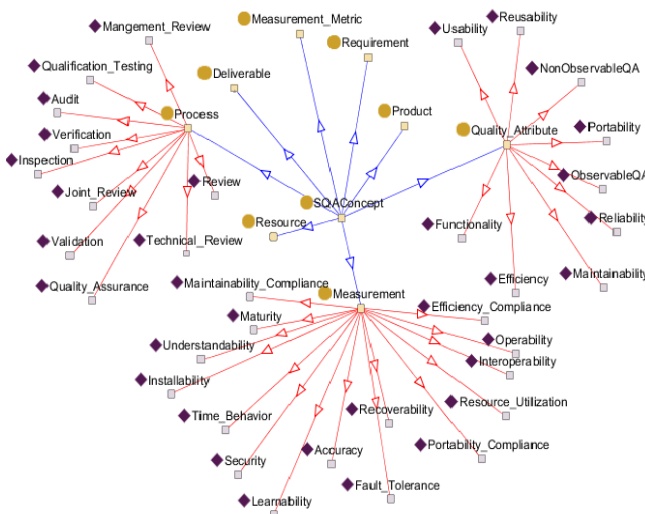 Mangement_Review
Measurement_Metric
Requirement
Usability
Reusability
Qualification_Testing
Deliverable
NonObservableQA
Audit
Process
Product
Quality_Attribute
Portability
Verification
Inspection
Joint_Review
Review
ObservableQA
Resource
SQAConcept
Functionality
Reliability
Validation
Technical_Review
Quality_Assurance
Maintainability_Compliance
Measurement
Efficiency
Maintainability
Maturity
Efficiency_Compliance
Understandability
Operability
Interoperability
Installability
Time_Behavior
Recoverability
Resource_Utilization
Security
Accuracy
Portability_Compliance
Learnability
Fault_Tolerance